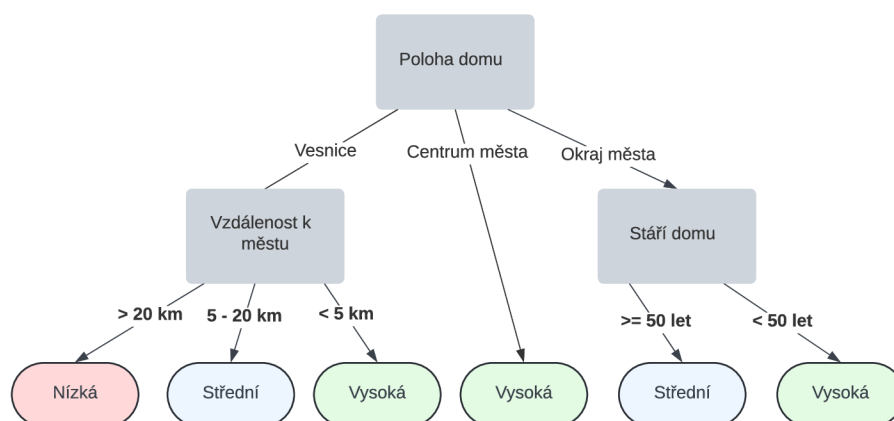 Poloha domu
Vesnice
Centrum města
Okraj města
Vzdálenost k
městu
Stáří domu
> 20 km
5 - 20 km
< 5 km
>= 50 let
< 50 let
Nízká
Střední
Vysoká
Vysoká
Střední
Vysoká